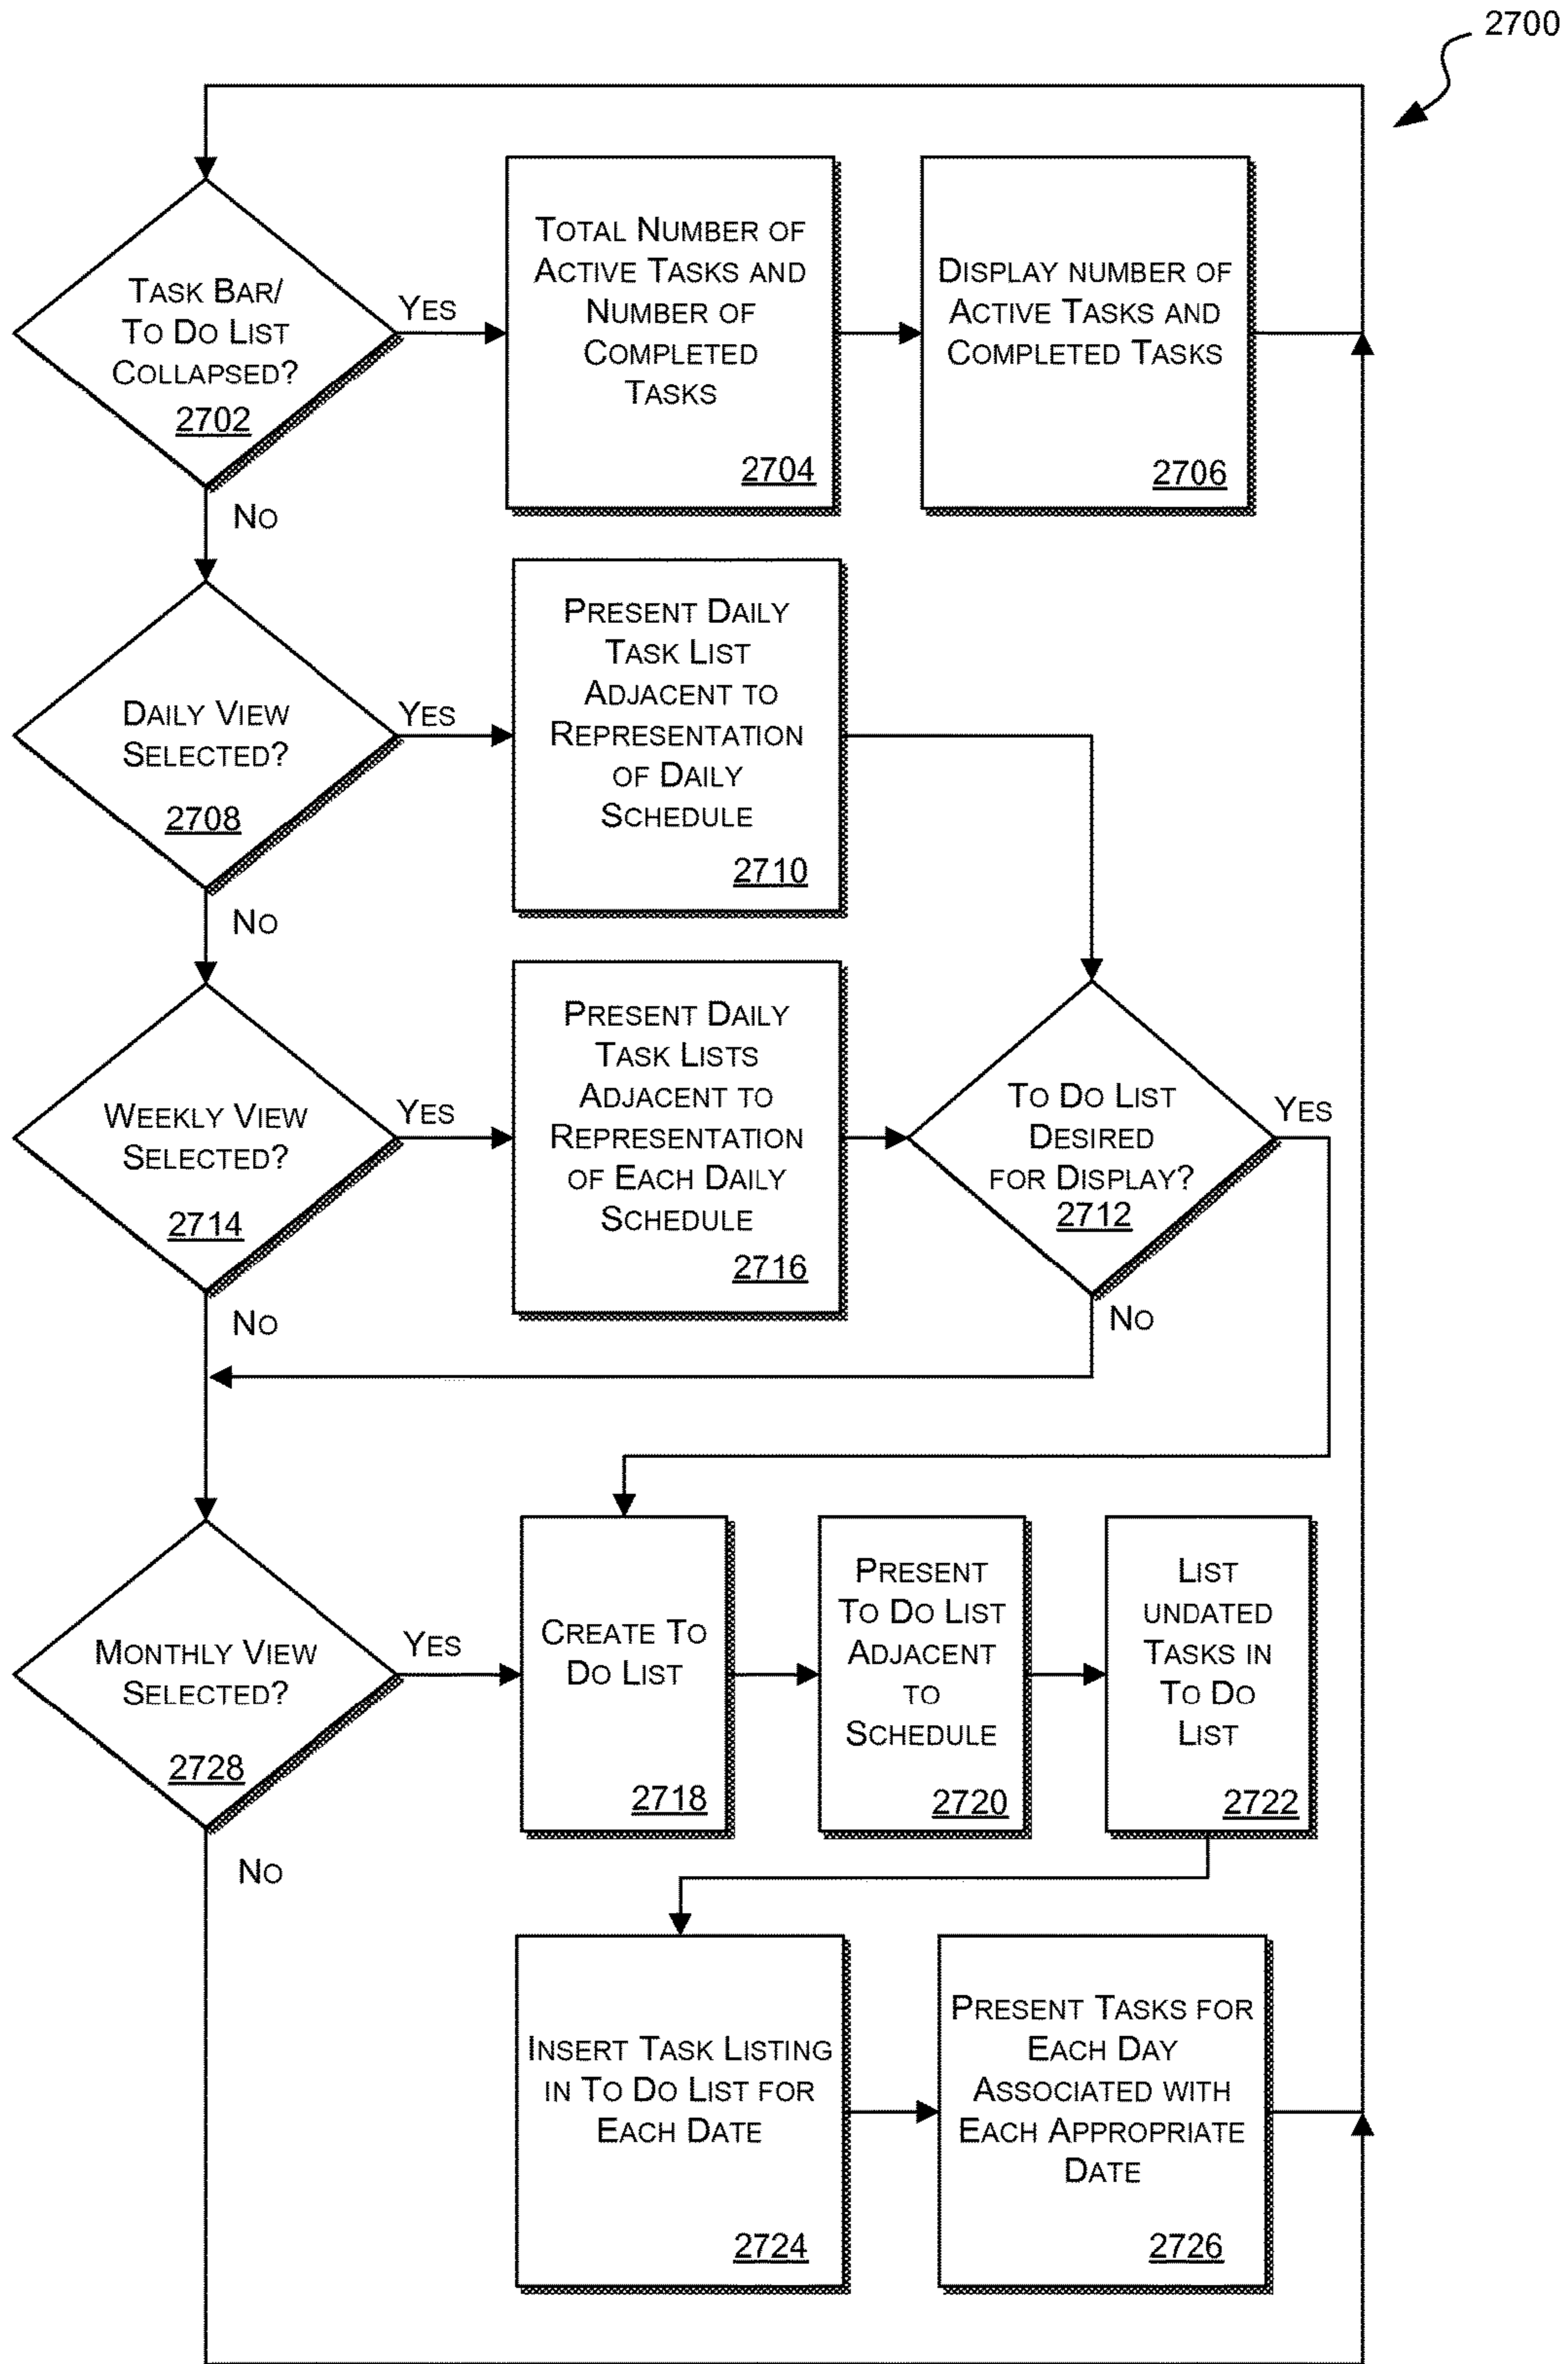 2700
Task Bar/
To Do List
Collapsed?
2702
Yes
No
Total Number of
Active Tasks and
Number of
Completed
Tasks
2704
Display number of
Active Tasks and
Completed Tasks
2706
Daily View
Selected?
2708
Yes
No
Present Daily
Task List
Adjacent to
Representation
of Daily
Schedule
2710
Weekly View
Selected?
2714
Yes
No
Present Daily
Task Lists
Adjacent to
Representation
of Each Daily
Schedule
2716
To Do List
Desired
for Display?
2712
Yes
No
Monthly View
Selected?
2728
Yes
No
Create To
Do List
2718
Present
To Do List
Adjacent
to
Schedule
2720
List
undated
Tasks in
To Do
List
2722
Insert Task Listing
in To Do List for
Each Date
2724
Present Tasks for
Each Day
Associated with
Each Appropriate
Date
2726